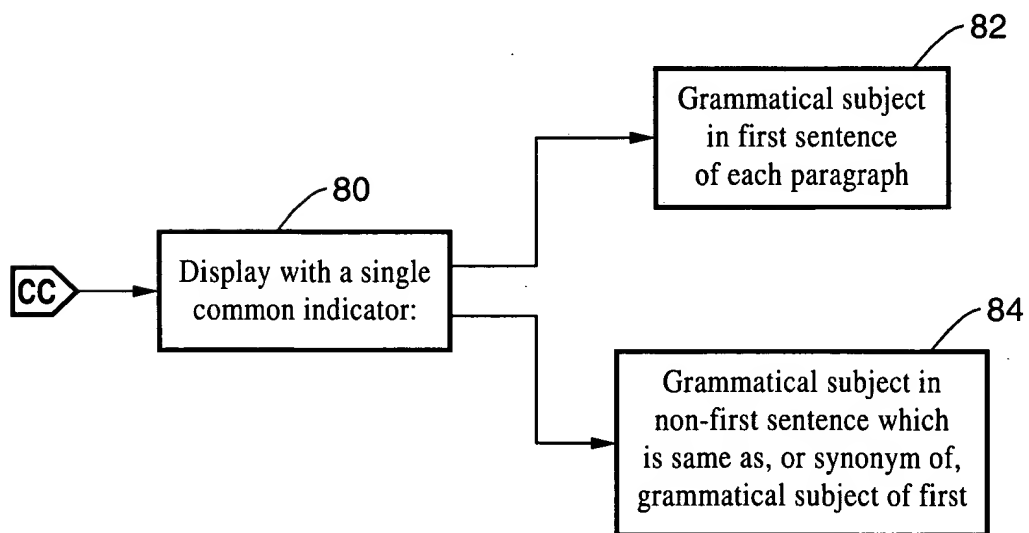 82
Grammatical subject
in first sentence
of each paragraph
80
CC
Display with a single
common indicator:
84
Grammatical subject in
non-first sentence which
is same as, or synonym of,
grammatical subject of first